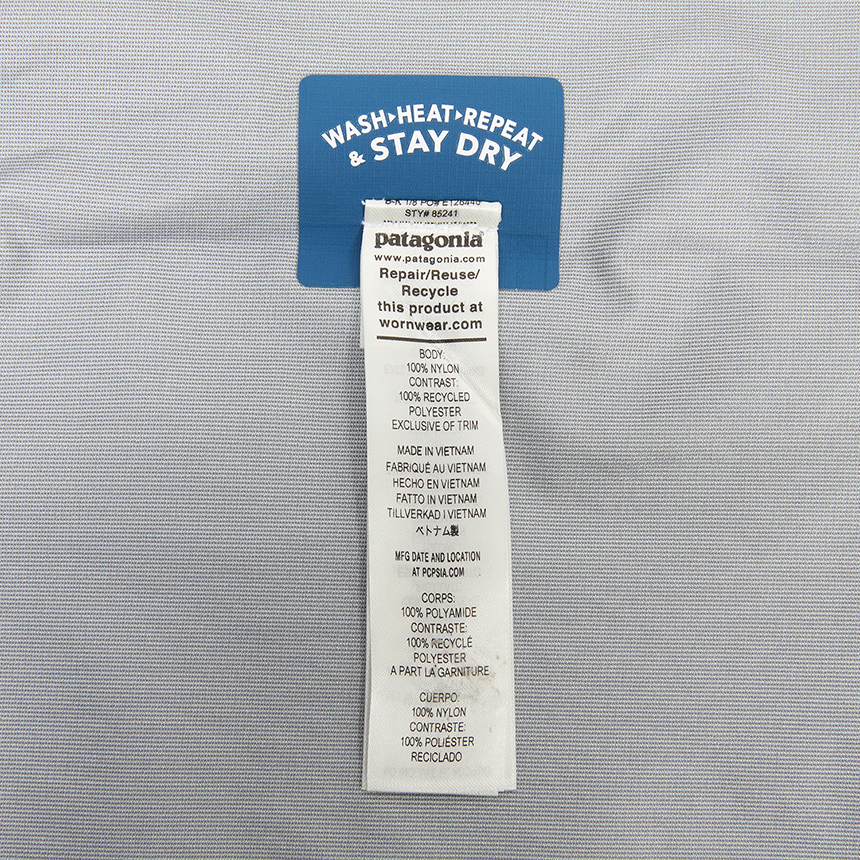 WASH▸HEAT▸REPEAT
& STAY DRY
STY# 85241
patagonia®
www.patagonia.com
Repair/Reuse/
Recycle
this product at
wornwear.com
BODY:
100% NYLON
CONTRAST:
100% RECYCLED
POLYESTER
EXCLUSIVE OF TRIM
MADE IN VIETNAM
FABRIQUÉ AU VIETNAM
HECHO EN VIETNAM
FATTO IN VIETNAM
TILLVERKAD I VIETNAM
ベトナム製
MFG DATE AND LOCATION
AT PCPSIA.COM
CORPS:
100% POLYAMIDE
CONTRASTE:
100% RECYCLÉ
POLYESTER
A PART LA GARNITURE
CUERPO:
100% NYLON
CONTRASTE:
100% POLIÉSTER
RECICLADO